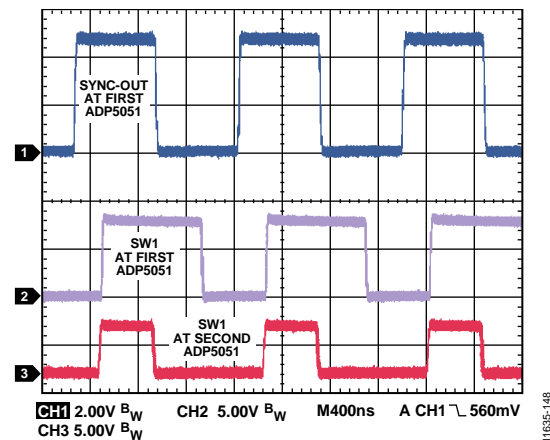 SYNC-OUT
AT FIRST
ADP5051
1
SW1
AT FIRST
ADP5051
2
SW1
AT SECOND
ADP5051
3
CH1 2.00V BW CH2 5.00V BW M400ns A CH1 560mV
CH3 5.00V BW
11635-148